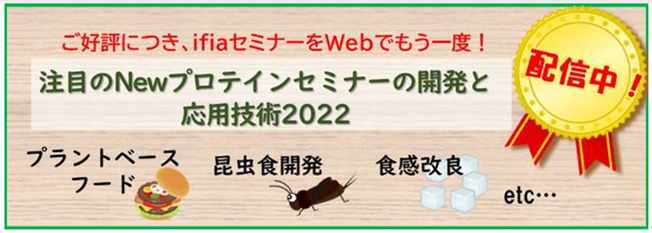 ご好評につき、ifiaセミナーをWebでもう一度！
注目のNewプロテインセミナーの開発と
応用技術2022
配信中！
プラントベース
フード
昆虫食開発
食感改良
etc…